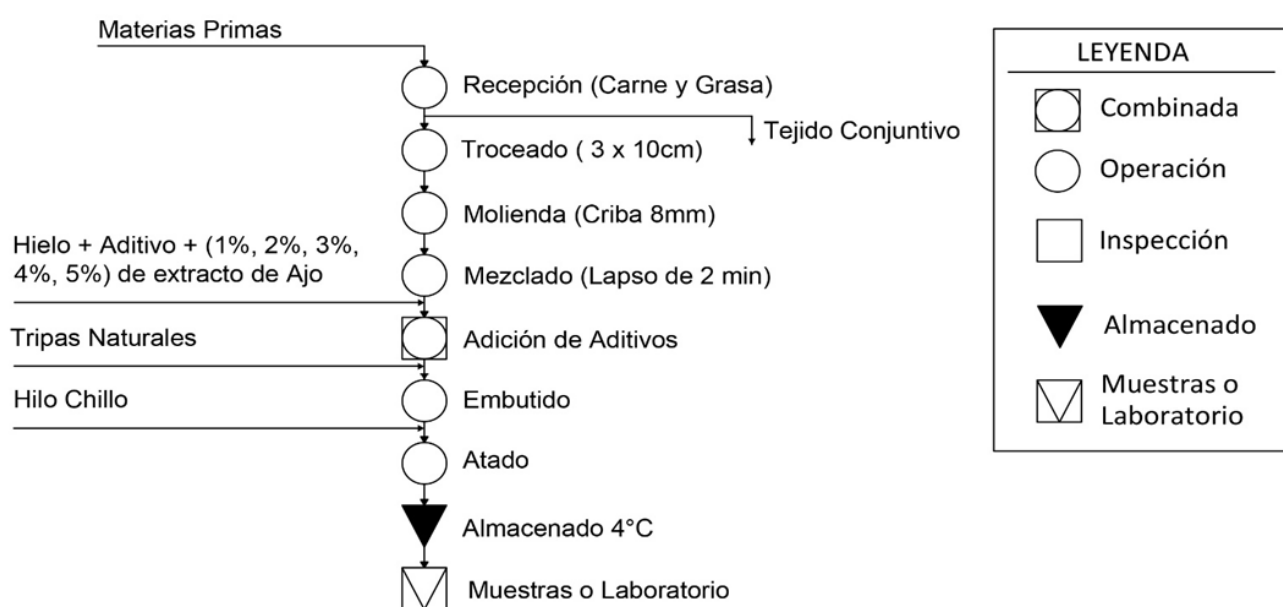 Materias Primas
Recepción (Carne y Grasa)
Tejido Conjuntivo
Troceado ( 3 x 10cm)
Molienda (Criba 8mm)
Hielo + Aditivo + (1%, 2%, 3%,
4%, 5%) de extracto de Ajo
Mezclado (Lapso de 2 min)
Tripas Naturales
Adición de Aditivos
Hilo Chillo
Embutido
Atado
Almacenado 4°C
Muestras o Laboratorio
LEYENDA
Combinada
Operación
Inspección
Almacenado
Muestras o
Laboratorio